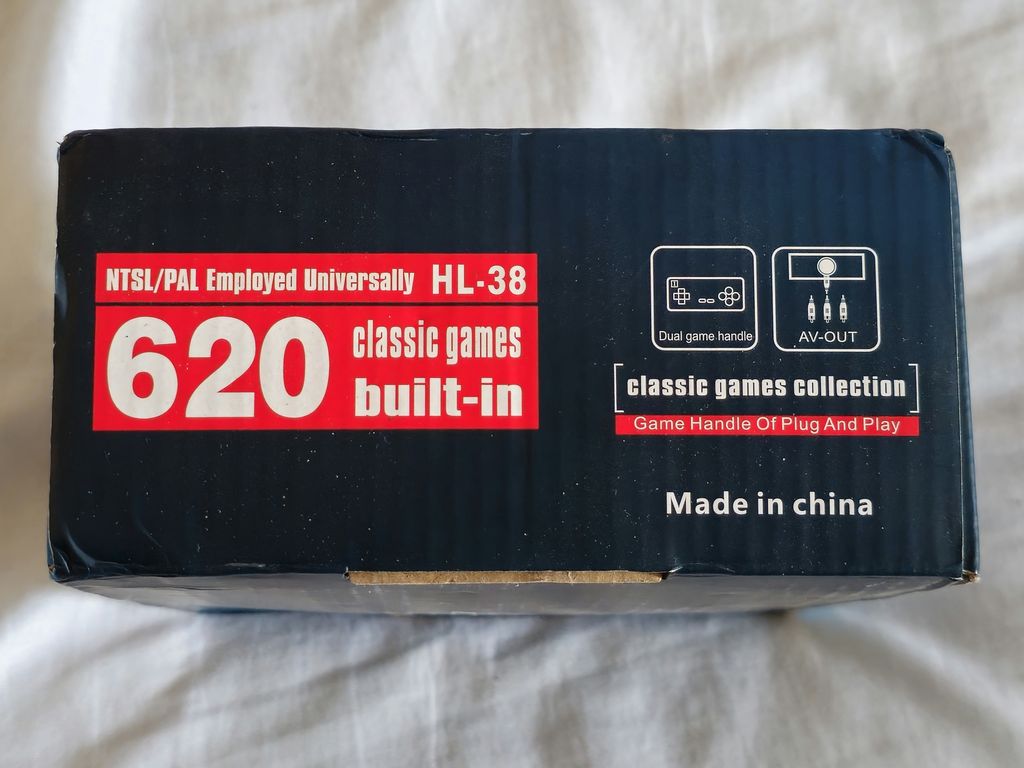 NTSL/PAL Employed Universally HL-38
620 classic games
built-in
Dual game handle
AV-OUT
classic games collection
Game Handle Of Plug And Play
Made in china